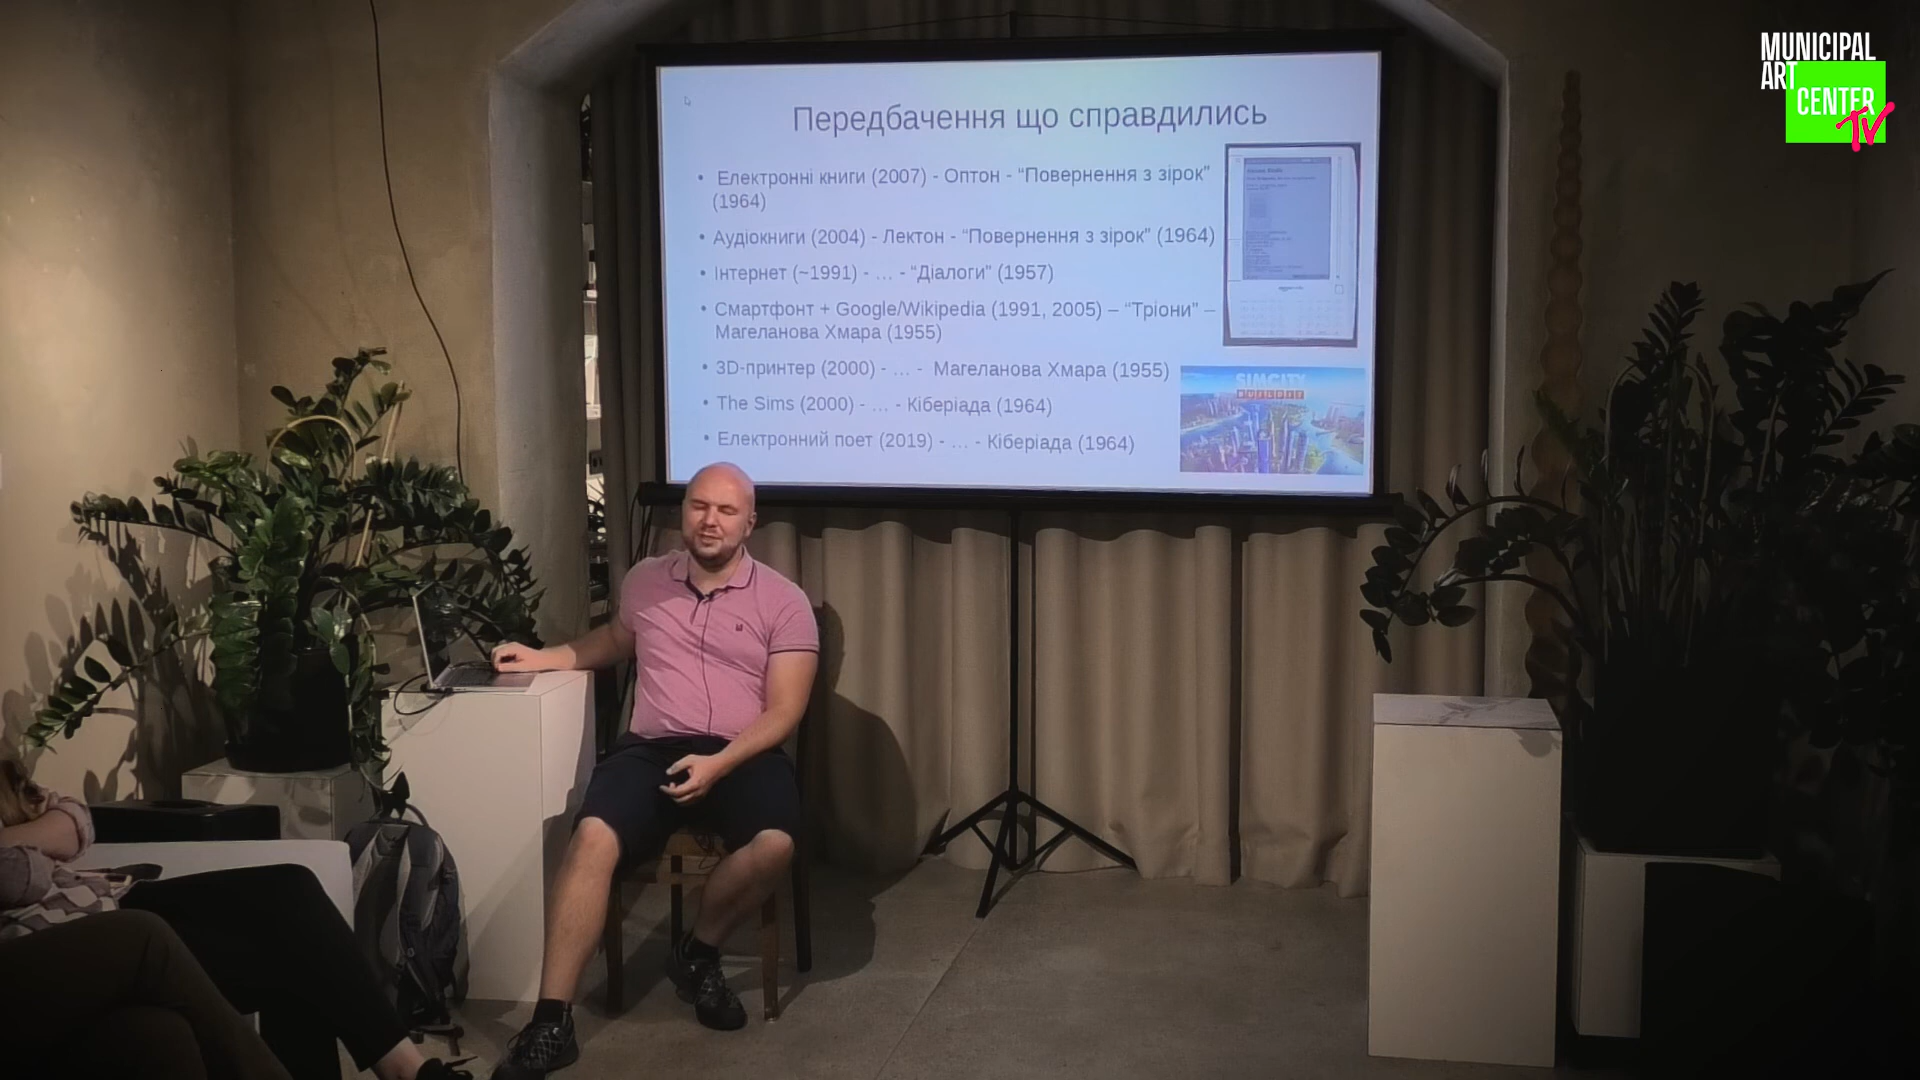 MUNICIPAL
ART
CENTER
TV
Передбачення що справдились
• Електронні книги (2007) - Оптон - “Повернення з зірок”
(1964)
• Аудіокниги (2004) - Лектон - “Повернення з зірок” (1964)
• Інтернет (~1991) - … - “Діалоги” (1957)
• Смартфонт + Google/Wikipedia (1991, 2005) – “Тріони” –
Магеланова Хмара (1955)
• 3D-принтер (2000) - … - Магеланова Хмара (1955)
• The Sims (2000) - … - Кіберіада (1964)
• Електронний поет (2019) - … - Кіберіада (1964)
SIMCITY
BUILDIT